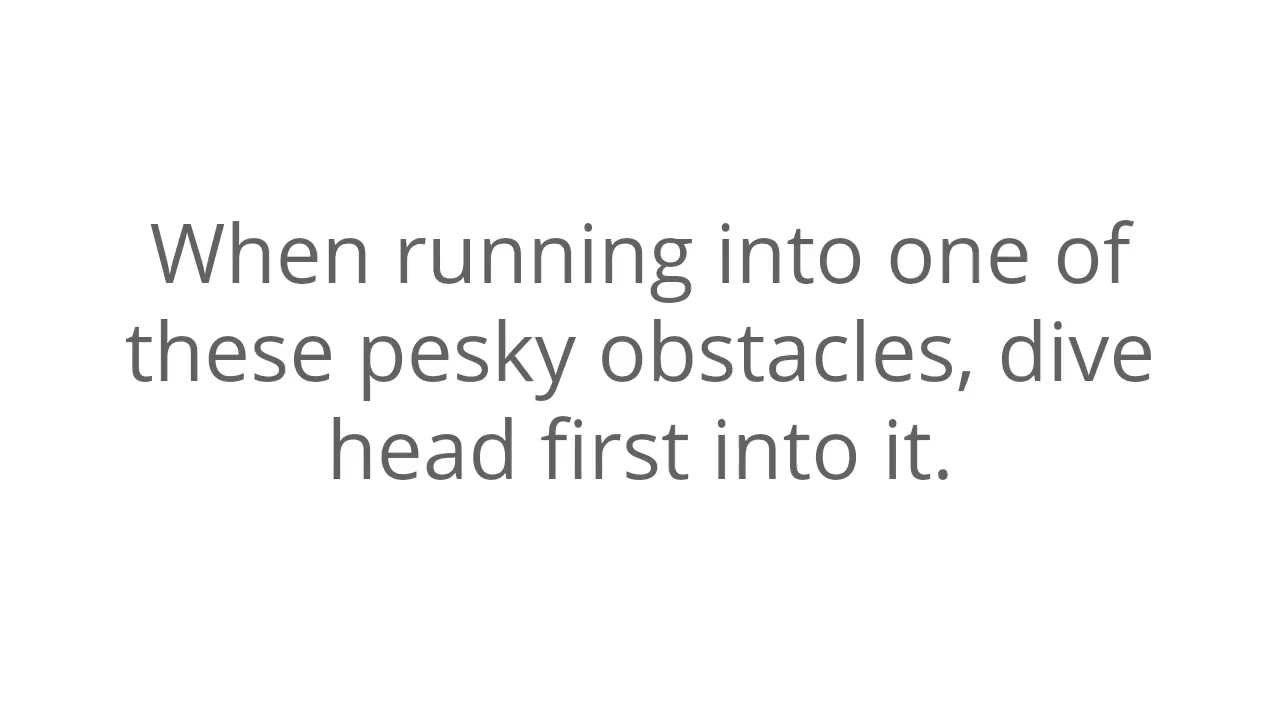 When running into one of
these pesky obstacles, dive
head first into it.